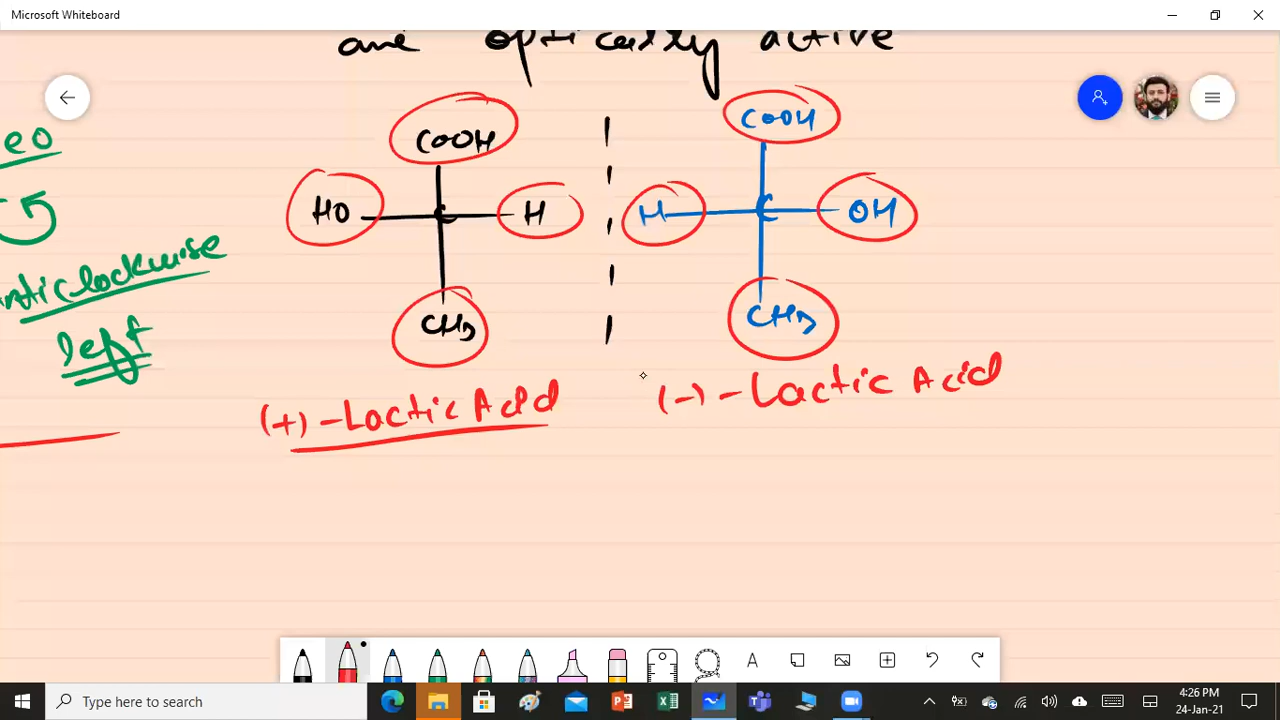 Microsoft Whiteboard
and optically active
eo
COOH
COOH
HO
C
H
H
C
OH
nticlockwise
left
CH3
CH3
(+) - Lactic Acid
(-) - Lactic Acid
A
Type here to search
4:26 PM
24-Jan-21